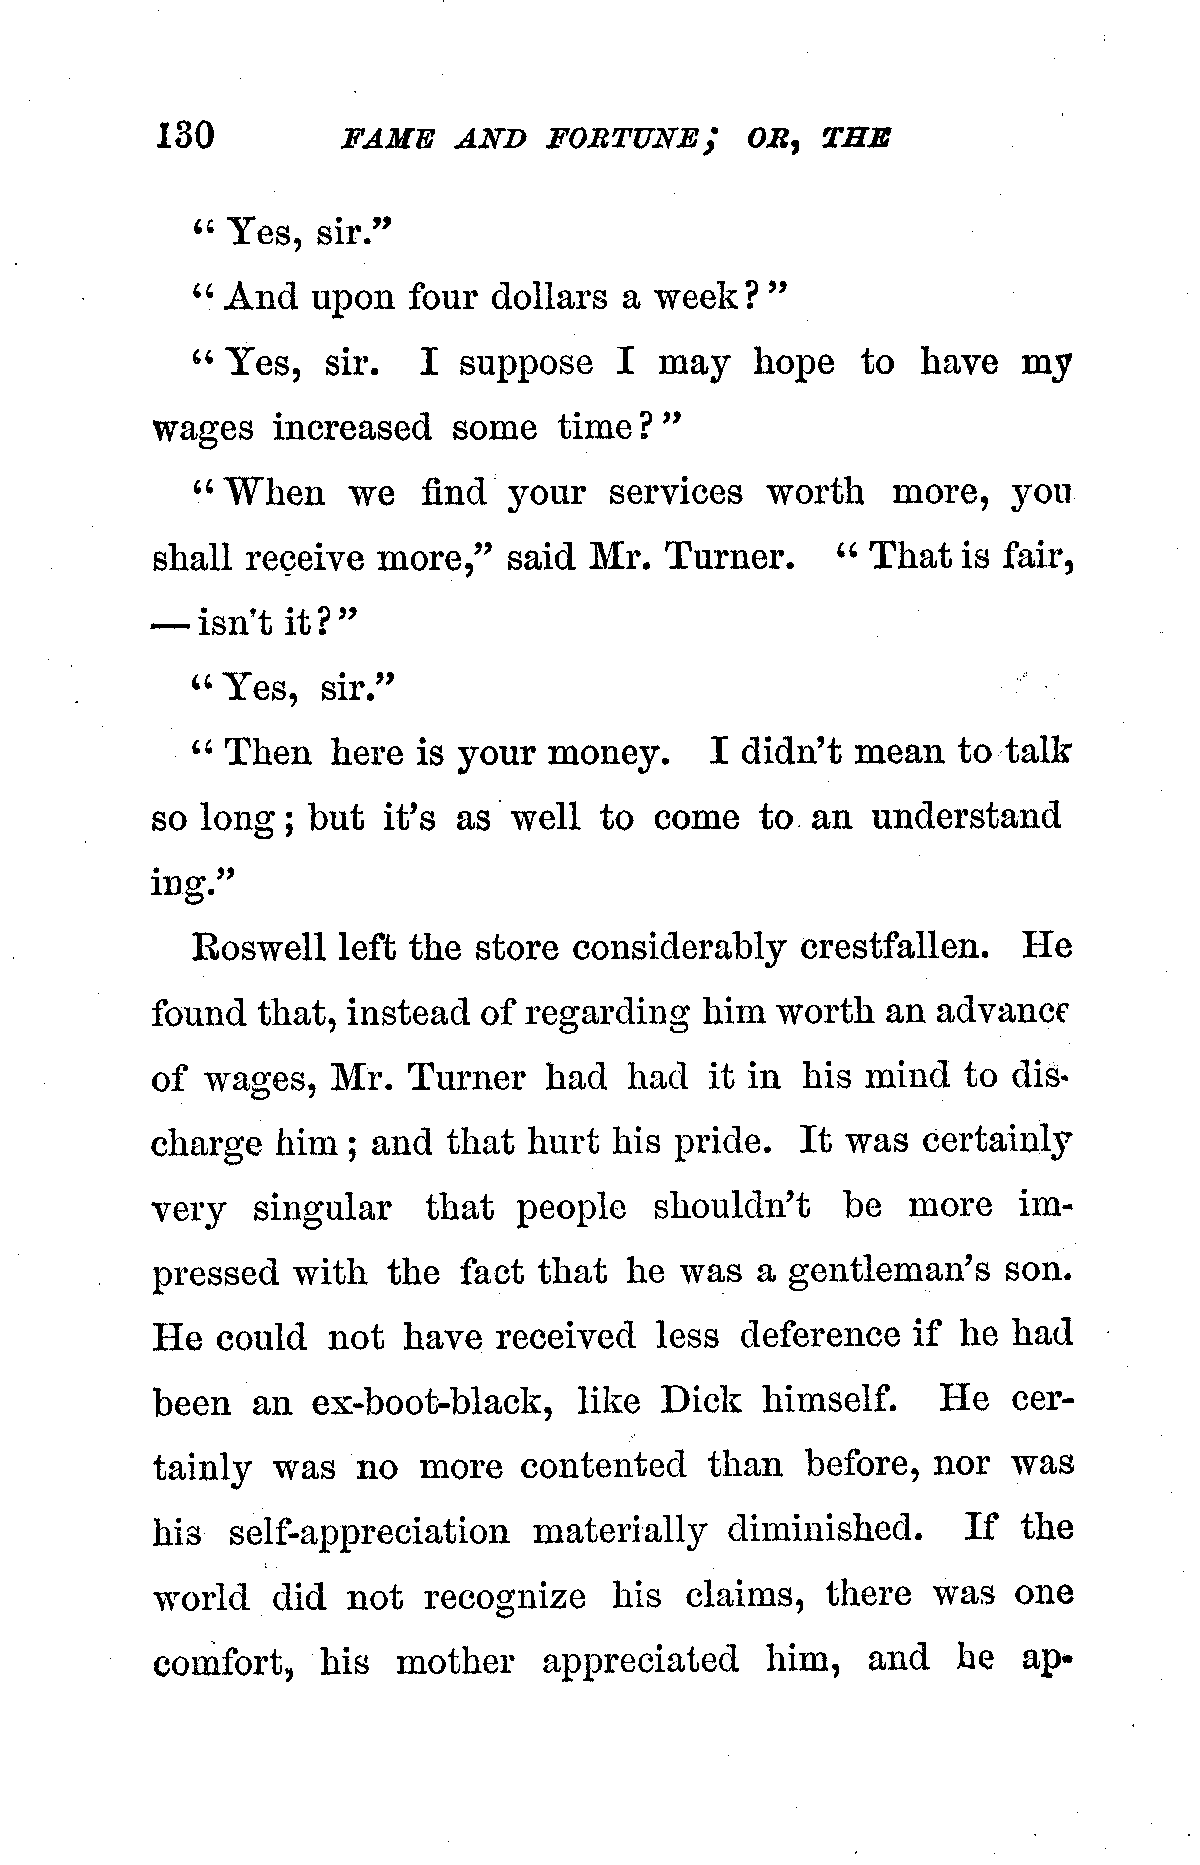 130 FAME AND FORTUNE; OR, THE
“ Yes, sir.”
“ And upon four dollars a week? ”
“ Yes, sir. I suppose I may hope to have my
wages increased some time? ”
“ When we find your services worth more, you
shall receive more,” said Mr. Turner. “ That is fair,
— isn't it? ”
“ Yes, sir.”
“ Then here is your money. I didn’t mean to talk
so long ; but it’s as well to come to an understand
ing.”
Roswell left the store considerably crestfallen. He
found that, instead of regarding him worth an advance
of wages, Mr. Turner had had it in his mind to dis-
charge him ; and that hurt his pride. It was certainly
very singular that people shouldn’t be more im-
pressed with the fact that he was a gentleman’s son.
He could not have received less deference if he had
been an ex-boot-black, like Dick himself. He cer-
tainly was no more contented than before, nor was
his self-appreciation materially diminished. If the
world did not recognize his claims, there was one
comfort, his mother appreciated him, and he ap-